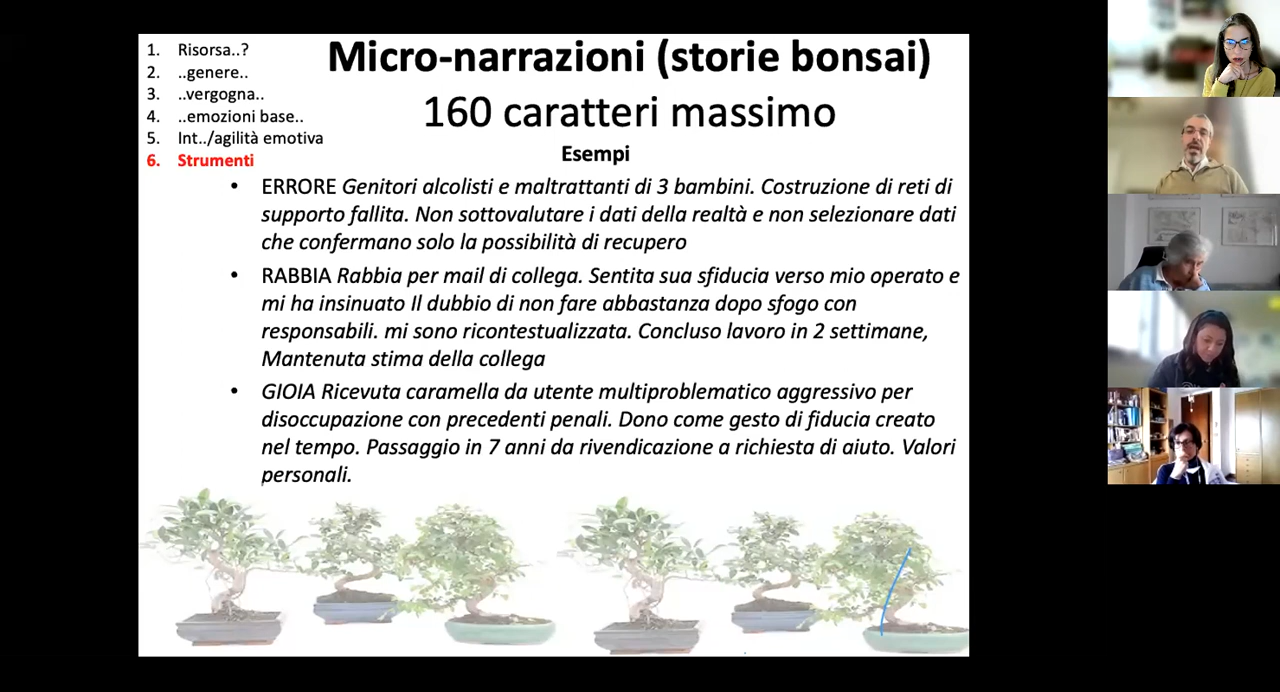 1. Risorsa..?
2. ..genere..
3. ..vergogna..
4. ..emozioni base..
5. Int../agilità emotiva
6. Strumenti
Micro-narrazioni (storie bonsai)
160 caratteri massimo
Esempi
• ERRORE Genitori alcolisti e maltrattanti di 3 bambini. Costruzione di reti di
supporto fallita. Non sottovalutare i dati della realtà e non selezionare dati
che confermano solo la possibilità di recupero
• RABBIA Rabbia per mail di collega. Sentita sua sfiducia verso mio operato e
mi ha insinuato Il dubbio di non fare abbastanza dopo sfogo con
responsabili. mi sono ricontestualizzata. Concluso lavoro in 2 settimane,
Mantenuta stima della collega
• GIOIA Ricevuta caramella da utente multiproblematico aggressivo per
disoccupazione con precedenti penali. Dono come gesto di fiducia creato
nel tempo. Passaggio in 7 anni da rivendicazione a richiesta di aiuto. Valori
personali.